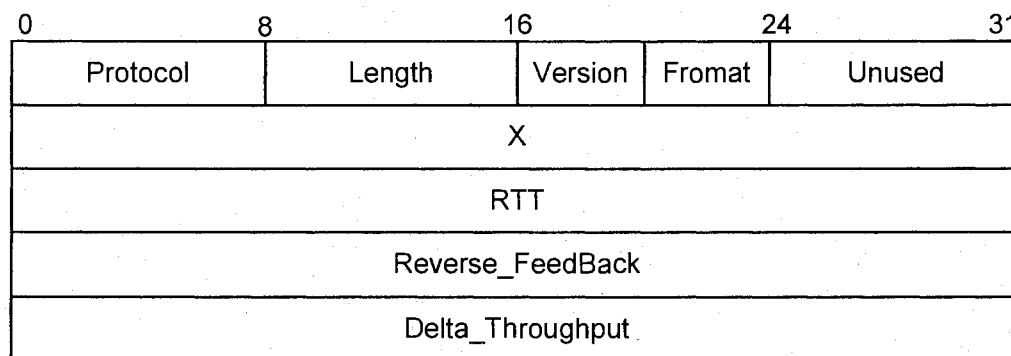 0 8 16 24 31
Protocol Length Version Fromat Unused
X
RTT
Reverse_FeedBack
Delta_Throughput